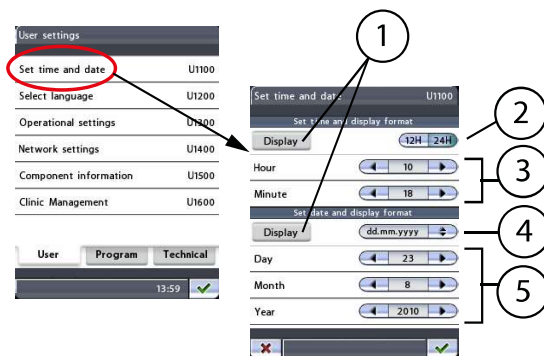 User settings
Set time and date U1100
Select language U1200
Operational settings U1300
Network settings U1400
Component information U1500
Clinic Management U1600
User Program Technical
13:59
1
Set time and date U1100
Set time and display format
Display 12H 24H
2
Hour 10
3
Minute 18
Set date and display format
Display dd.mm.yyyy
4
Day 23
Month 8
5
Year 2010